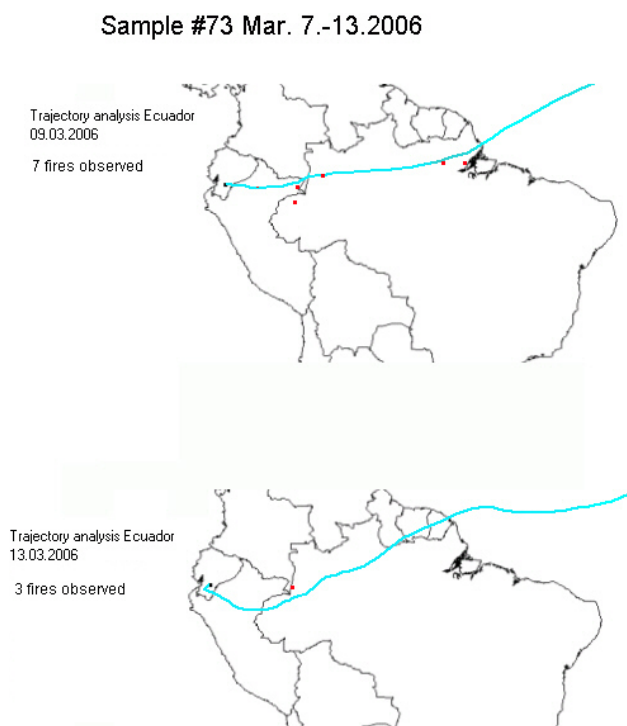 Sample #73 Mar. 7.-13.2006
Trajectory analysis Ecuador
09.03.2006
7 fires observed
Trajectory analysis Ecuador
13.03.2006
3 fires observed